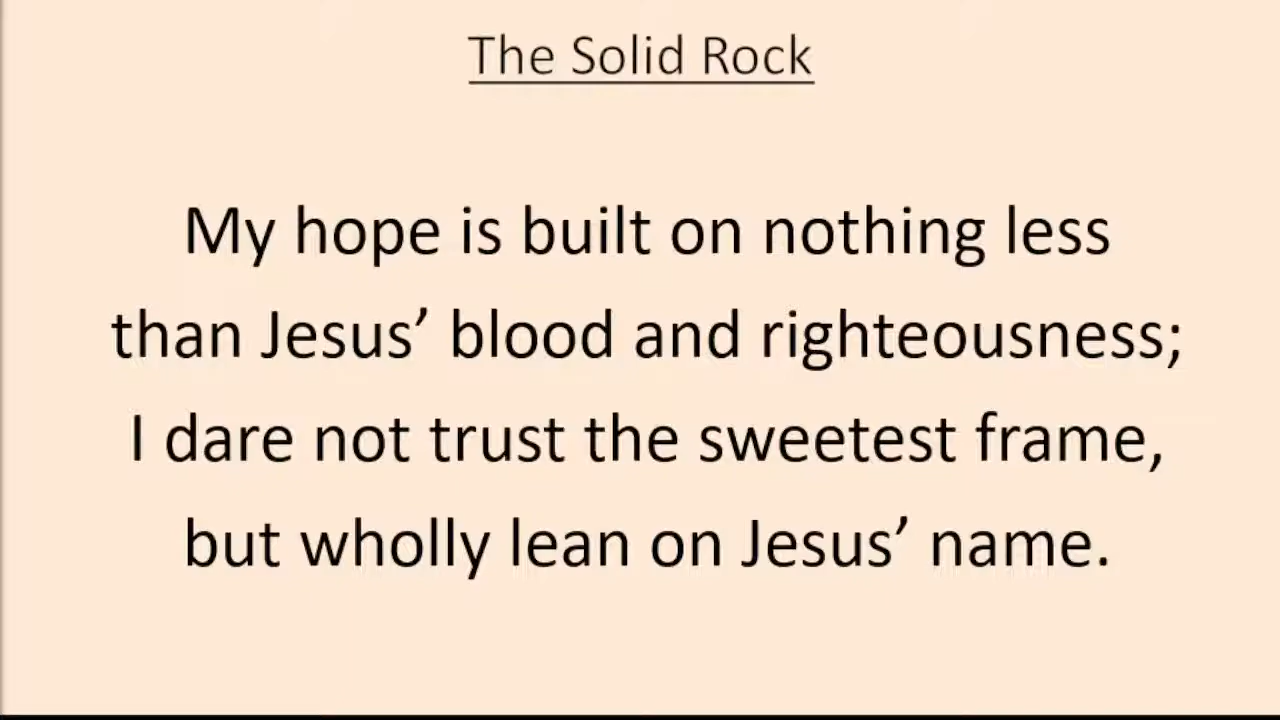 The Solid Rock
My hope is built on nothing less
than Jesus’ blood and righteousness;
I dare not trust the sweetest frame,
but wholly lean on Jesus’ name.